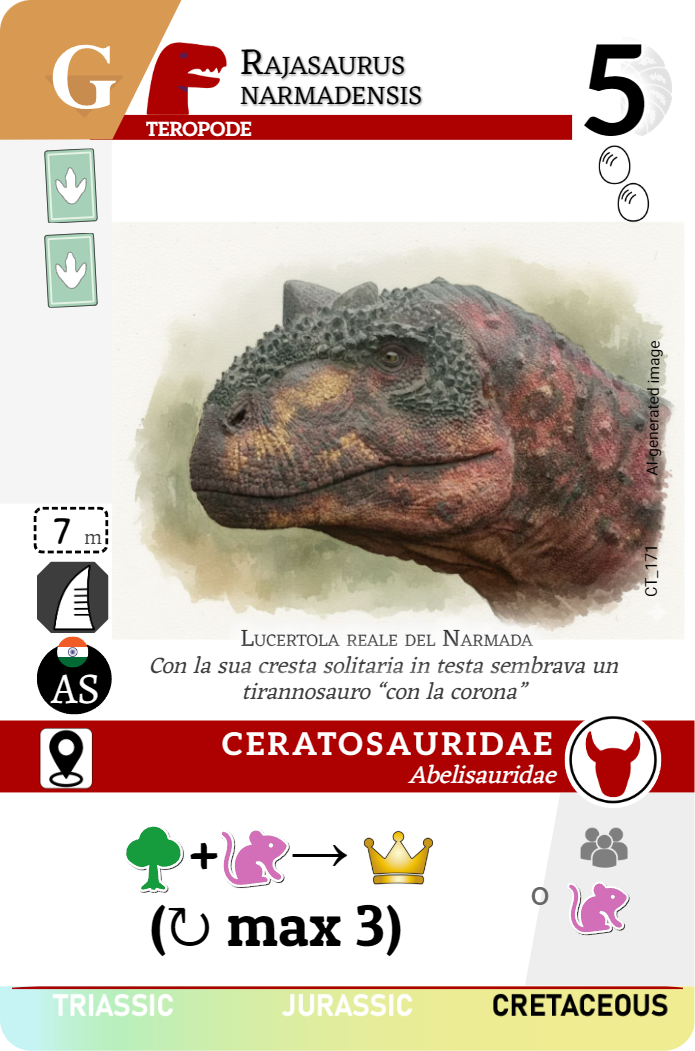 G
RAJASAURUS
NARMADENSIS
5
TEROPODE
AI-generated image
CT_171
7 m
AS
LUCERTOLA REALE DEL NARMADA
Con la sua cresta solitaria in testa sembrava un
tirannosauro “con la corona”
CERATOSAURIDAE
Abelisauridae
+ →
O
(↻ max 3)
TRIASSIC JURASSIC CRETACEOUS